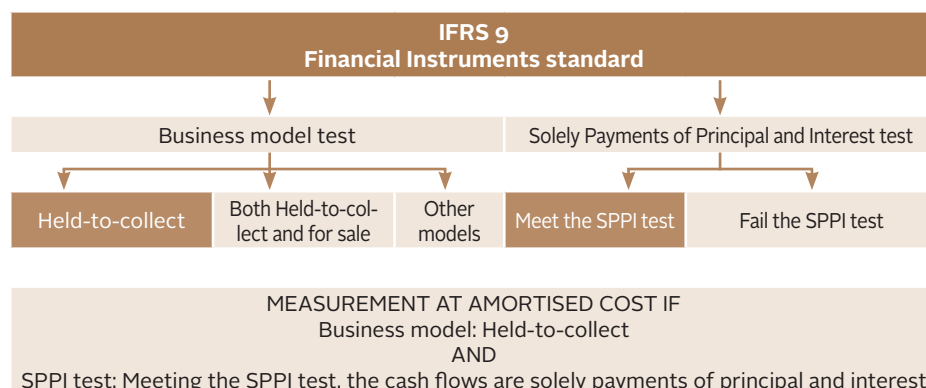 IFRS 9
Financial Instruments standard
Business model test
Solely Payments of Principal and Interest test
Held-to-collect
Both Held-to-col-
lect and for sale
Other
models
Meet the SPPI test
Fail the SPPI test
MEASUREMENT AT AMORTISED COST IF
Business model: Held-to-collect
AND
SPPI test: Meeting the SPPI test, the cash flows are solely payments of principal and interest